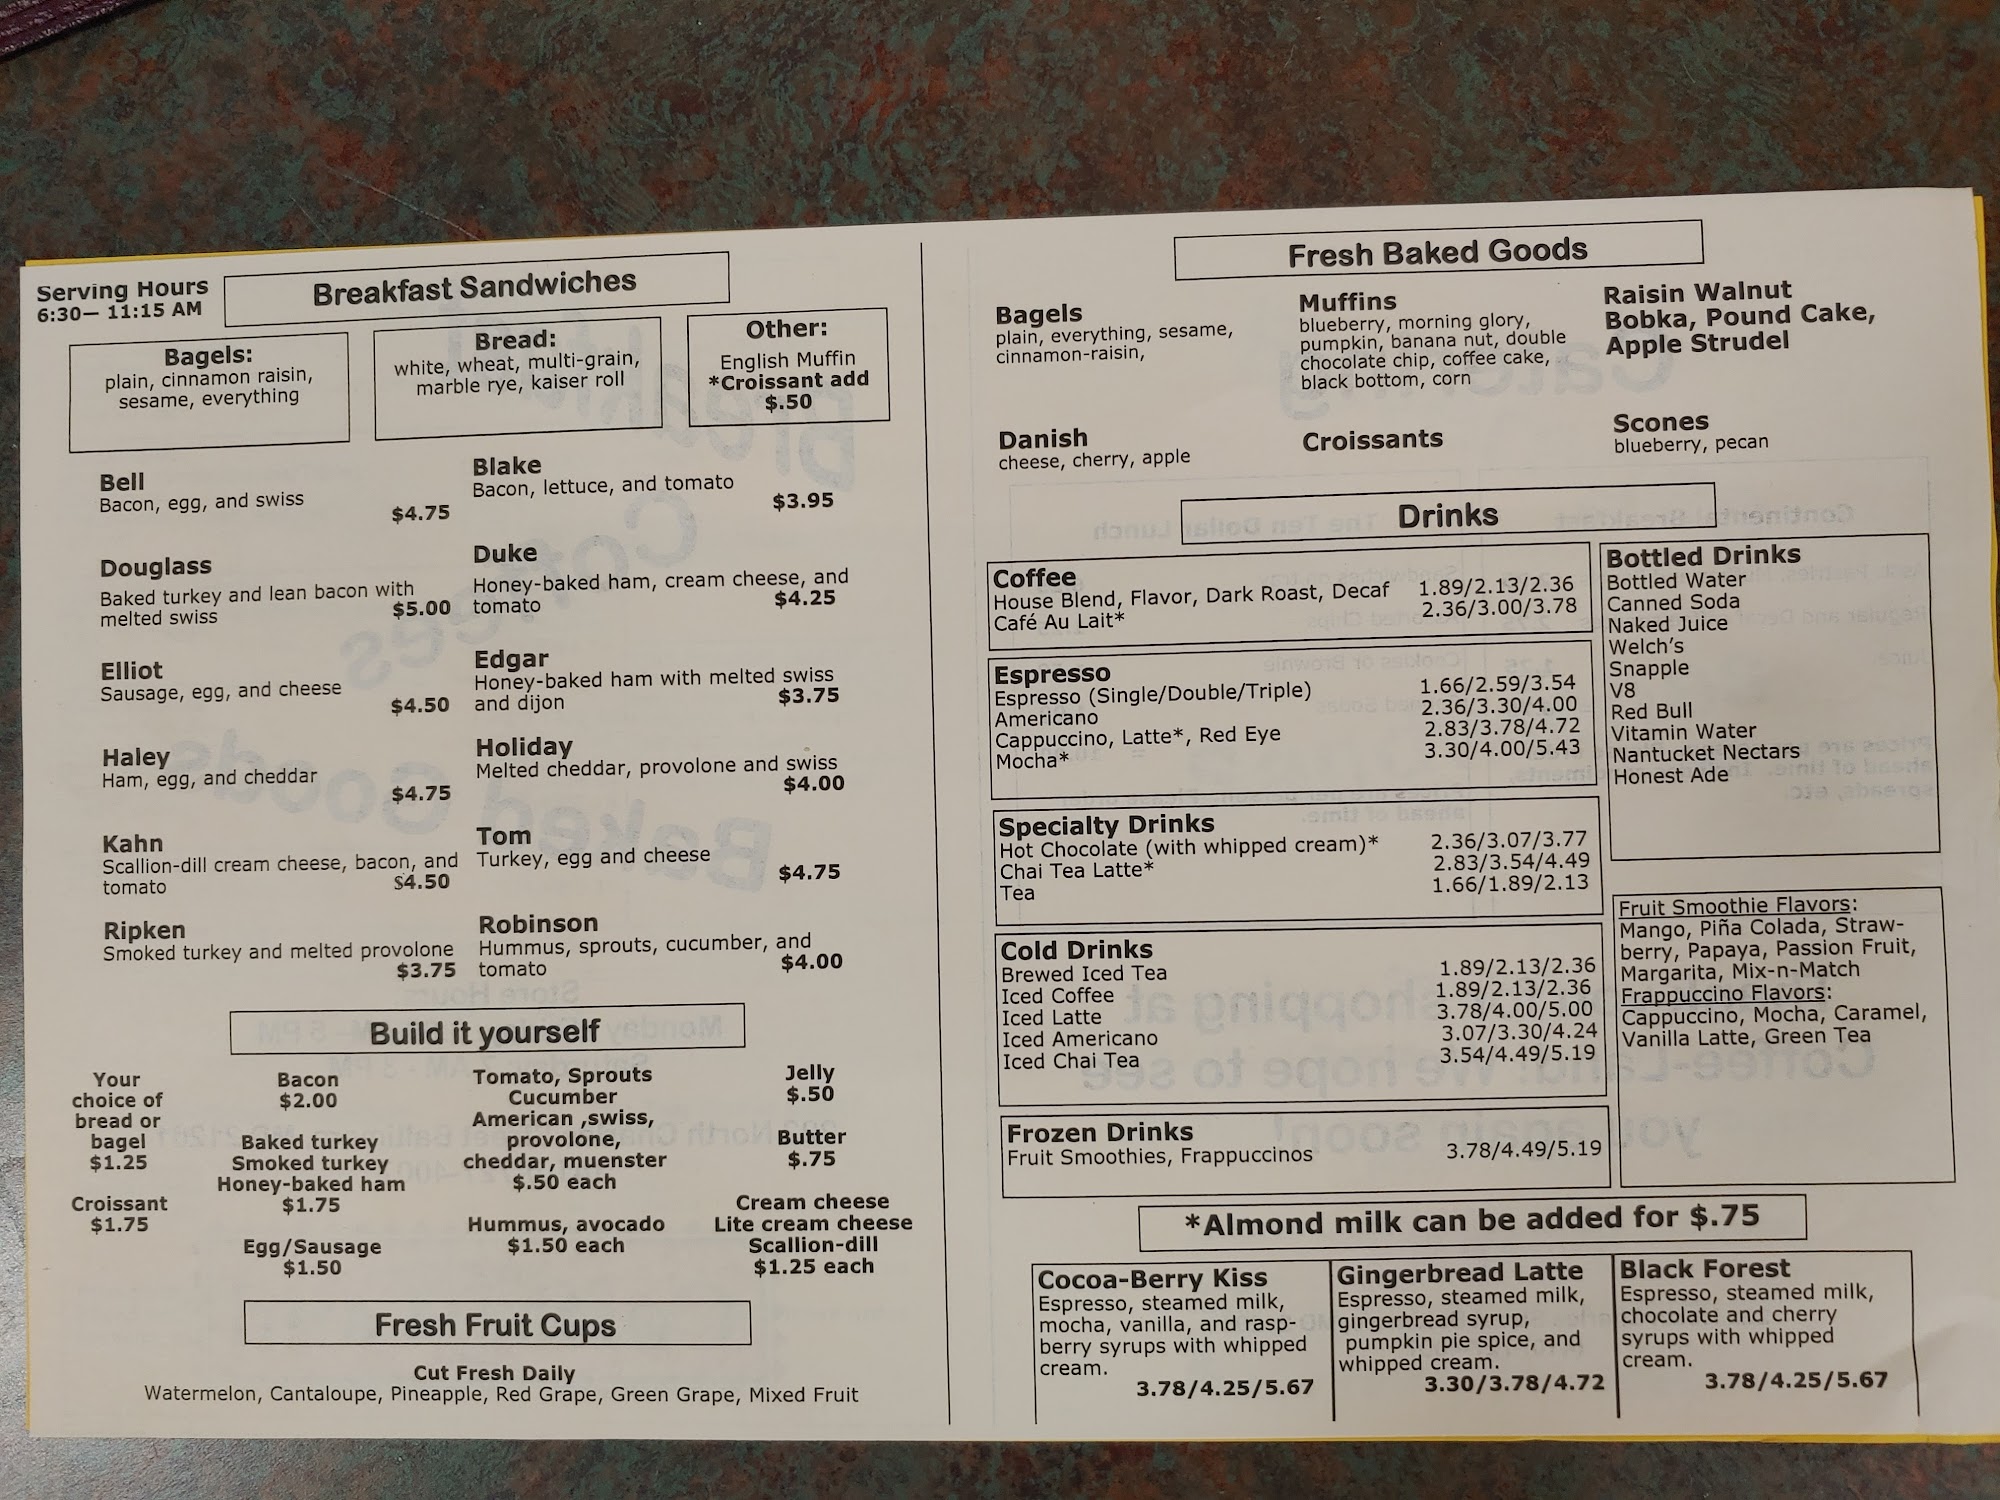 Serving Hours
6:30— 11:15 AM
Breakfast Sandwiches
Bagels:
plain, cinnamon raisin,
sesame, everything
Bread:
white, wheat, multi-grain,
marble rye, kaiser roll
Other:
English Muffin
*Croissant add
$.50
Bell
Bacon, egg, and swiss
$4.75
Blake
Bacon, lettuce, and tomato
$3.95
Douglass
Baked turkey and lean bacon with
melted swiss
$5.00
Duke
Honey-baked ham, cream cheese, and
tomato
$4.25
Elliot
Sausage, egg, and cheese
$4.50
Edgar
Honey-baked ham with melted swiss
and dijon
$3.75
Haley
Ham, egg, and cheddar
$4.75
Holiday
Melted cheddar, provolone and swiss
$4.00
Kahn
Scallion-dill cream cheese, bacon, and
tomato
$4.50
Tom
Turkey, egg and cheese
$4.75
Ripken
Smoked turkey and melted provolone
$3.75
Robinson
Hummus, sprouts, cucumber, and
tomato
$4.00
Build it yourself
Your
choice of
bread or
bagel
$1.25
Croissant
$1.75
Bacon
$2.00
Baked turkey
Smoked turkey
Honey-baked ham
$1.75
Egg/Sausage
$1.50
Tomato, Sprouts
Cucumber
American ,swiss,
provolone,
cheddar, muenster
$.50 each
Hummus, avocado
$1.50 each
Jelly
$.50
Butter
$.75
Cream cheese
Lite cream cheese
Scallion-dill
$1.25 each
Fresh Fruit Cups
Cut Fresh Daily
Watermelon, Cantaloupe, Pineapple, Red Grape, Green Grape, Mixed Fruit
Fresh Baked Goods
Bagels
plain, everything, sesame,
cinnamon-raisin,
Muffins
blueberry, morning glory,
pumpkin, banana nut, double
chocolate chip, coffee cake,
black bottom, corn
Raisin Walnut
Bobka, Pound Cake,
Apple Strudel
Danish
cheese, cherry, apple
Croissants
Scones
blueberry, pecan
Drinks
Coffee
House Blend, Flavor, Dark Roast, Decaf 1.89/2.13/2.36
Café Au Lait* 2.36/3.00/3.78
Espresso
Espresso (Single/Double/Triple) 1.66/2.59/3.54
Americano 2.36/3.30/4.00
Cappuccino, Latte*, Red Eye 2.83/3.78/4.72
Mocha* 3.30/4.00/5.43
Specialty Drinks
Hot Chocolate (with whipped cream)* 2.36/3.07/3.77
Chai Tea Latte* 2.83/3.54/4.49
Tea 1.66/1.89/2.13
Cold Drinks
Brewed Iced Tea 1.89/2.13/2.36
Iced Coffee 1.89/2.13/2.36
Iced Latte 3.78/4.00/5.00
Iced Americano 3.07/3.30/4.24
Iced Chai Tea 3.54/4.49/5.19
Frozen Drinks
Fruit Smoothies, Frappuccinos 3.78/4.49/5.19
Bottled Drinks
Bottled Water
Canned Soda
Naked Juice
Welch's
Snapple
V8
Red Bull
Vitamin Water
Nantucket Nectars
Honest Ade
Fruit Smoothie Flavors:
Mango, Piña Colada, Straw-
berry, Papaya, Passion Fruit,
Margarita, Mix-n-Match
Frappuccino Flavors:
Cappuccino, Mocha, Caramel,
Vanilla Latte, Green Tea
*Almond milk can be added for $.75
Cocoa-Berry Kiss
Espresso, steamed milk,
mocha, vanilla, and rasp-
berry syrups with whipped
cream.
3.78/4.25/5.67
Gingerbread Latte
Espresso, steamed milk,
gingerbread syrup,
pumpkin pie spice, and
whipped cream.
3.30/3.78/4.72
Black Forest
Espresso, steamed milk,
chocolate and cherry
syrups with whipped
cream.
3.78/4.25/5.67